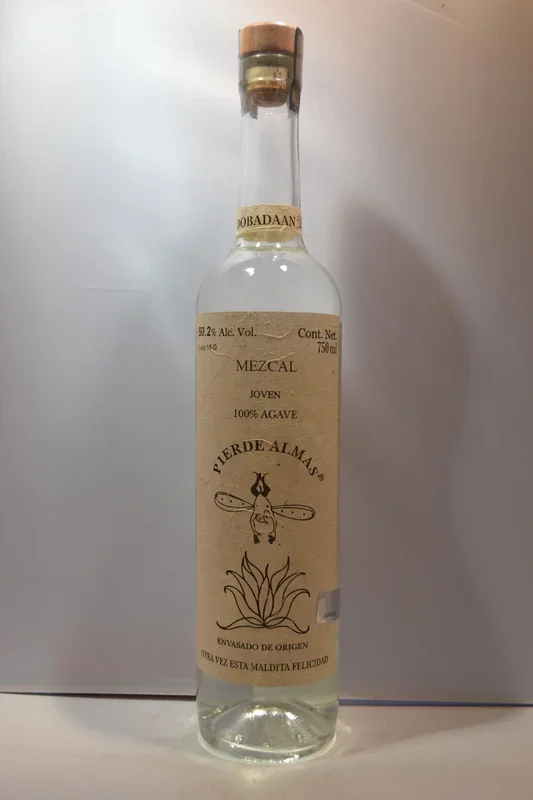 DOBADAAN
50.2% Alc. Vol.
Cont. Net.
750 ml
MEZCAL
JOVEN
100% AGAVE
PIERDE ALMAS®
ENVASADO DE ORIGEN
OTRA VEZ ESTA MALDITA FELICIDAD